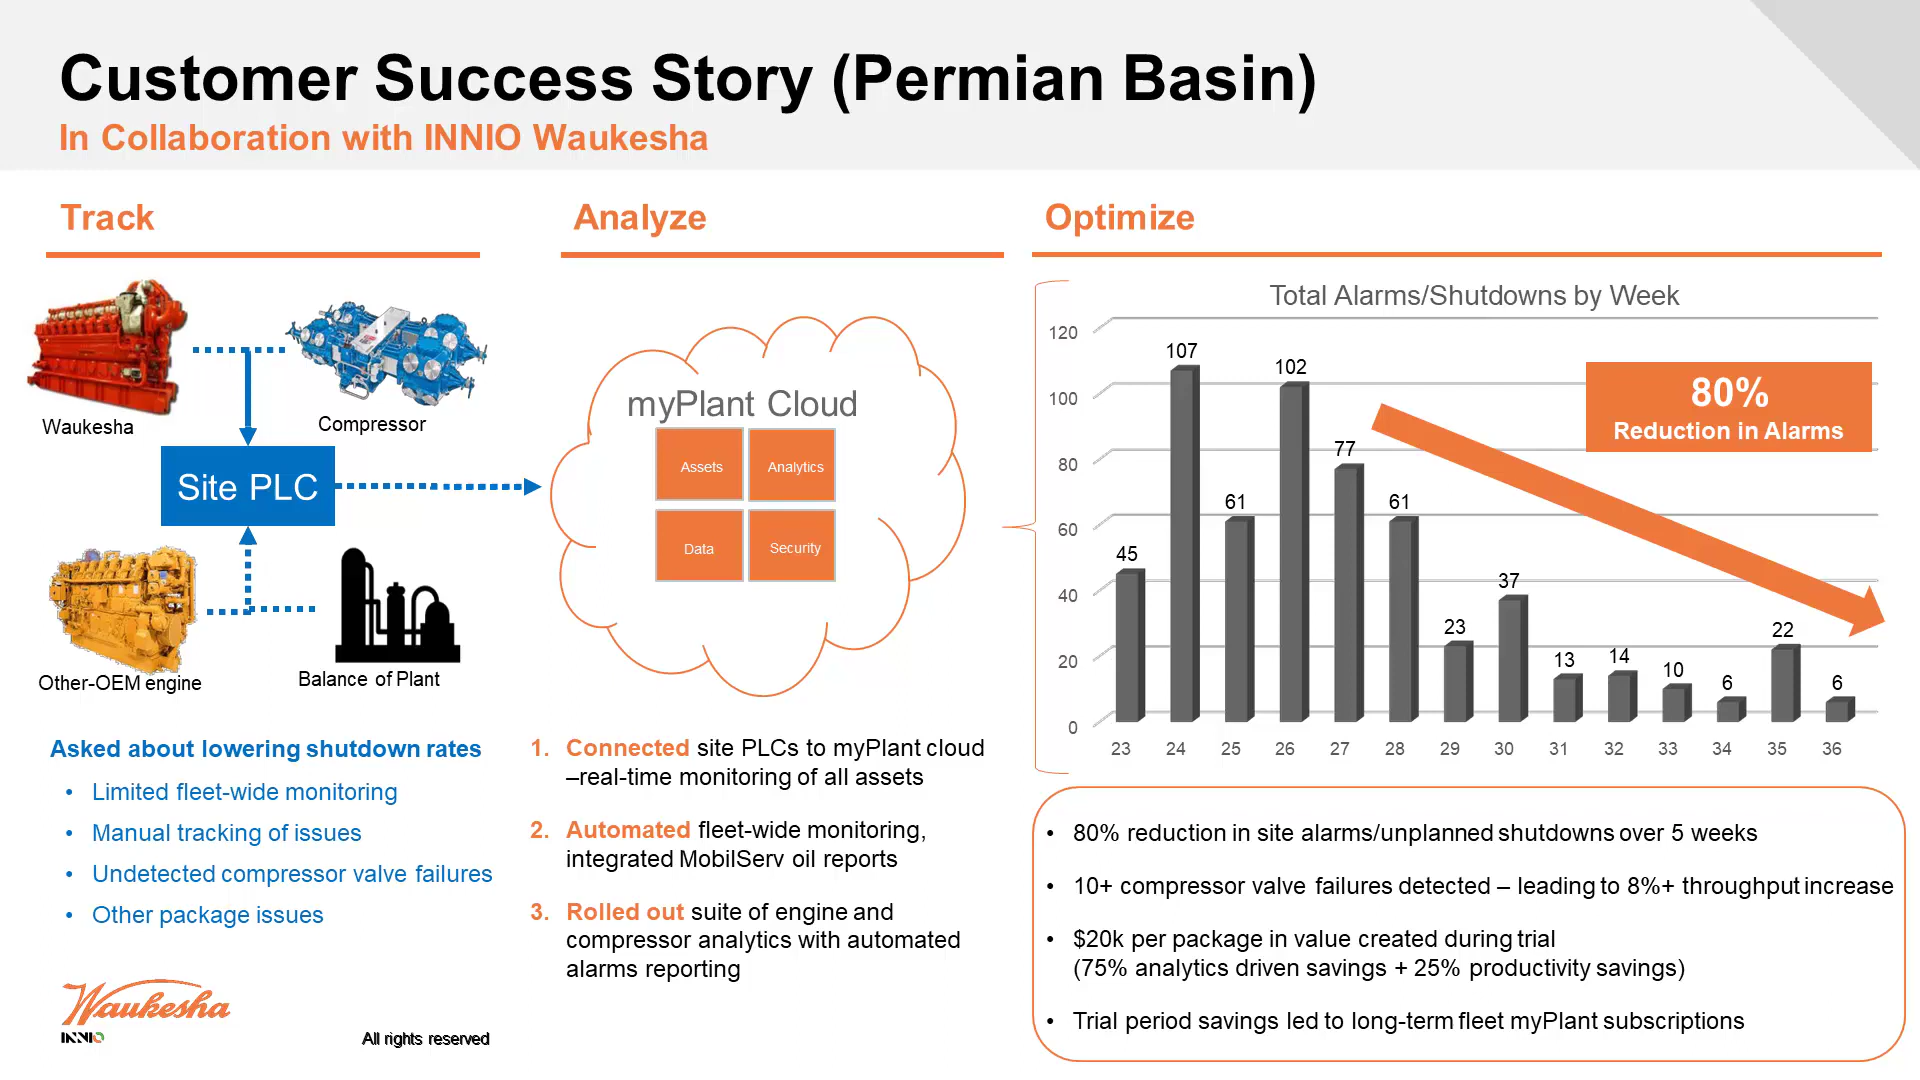 Customer Success Story (Permian Basin)
In Collaboration with INNIO Waukesha
Track
Waukesha
Compressor
Site PLC
Other-OEM engine
Balance of Plant
Asked about lowering shutdown rates
• Limited fleet-wide monitoring
• Manual tracking of issues
• Undetected compressor valve failures
• Other package issues
Waukesha
INNIO
All rights reserved
Analyze
myPlant Cloud
Assets
Analytics
Data
Security
1. Connected site PLCs to myPlant cloud
–real-time monitoring of all assets
2. Automated fleet-wide monitoring,
integrated MobilServ oil reports
3. Rolled out suite of engine and
compressor analytics with automated
alarms reporting
Optimize
Total Alarms/Shutdowns by Week
120
100
80
60
40
20
0
45
107
61
102
77
61
23
37
13
14
10
6
22
6
23 24 25 26 27 28 29 30 31 32 33 34 35 36
80%
Reduction in Alarms
• 80% reduction in site alarms/unplanned shutdowns over 5 weeks
• 10+ compressor valve failures detected – leading to 8%+ throughput increase
• $20k per package in value created during trial
(75% analytics driven savings + 25% productivity savings)
• Trial period savings led to long-term fleet myPlant subscriptions